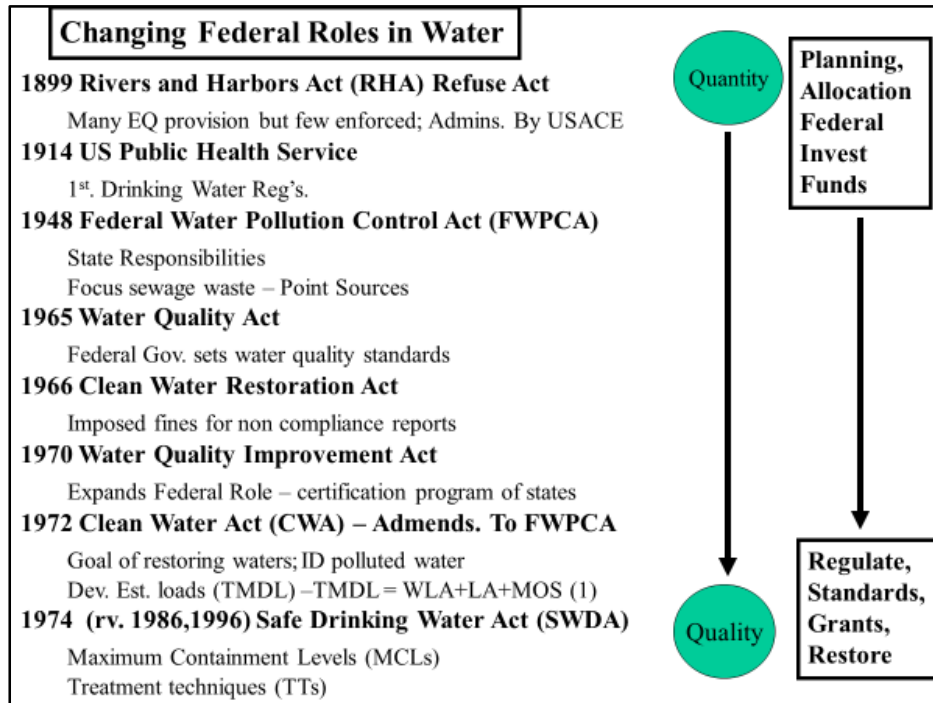 Changing Federal Roles in Water
1899 Rivers and Harbors Act (RHA) Refuse Act
Many EQ provision but few enforced; Admins. By USACE
1914 US Public Health Service
1st. Drinking Water Reg's.
1948 Federal Water Pollution Control Act (FWPCA)
State Responsibilities
Focus sewage waste – Point Sources
1965 Water Quality Act
Federal Gov. sets water quality standards
1966 Clean Water Restoration Act
Imposed fines for non compliance reports
1970 Water Quality Improvement Act
Expands Federal Role – certification program of states
1972 Clean Water Act (CWA) – Admends. To FWPCA
Goal of restoring waters; ID polluted water
Dev. Est. loads (TMDL) –TMDL = WLA+LA+MOS (1)
1974 (rv. 1986,1996) Safe Drinking Water Act (SWDA)
Maximum Containment Levels (MCLs)
Treatment techniques (TTs)
Quantity
Quality
Planning,
Allocation
Federal
Invest
Funds
Regulate,
Standards,
Grants,
Restore